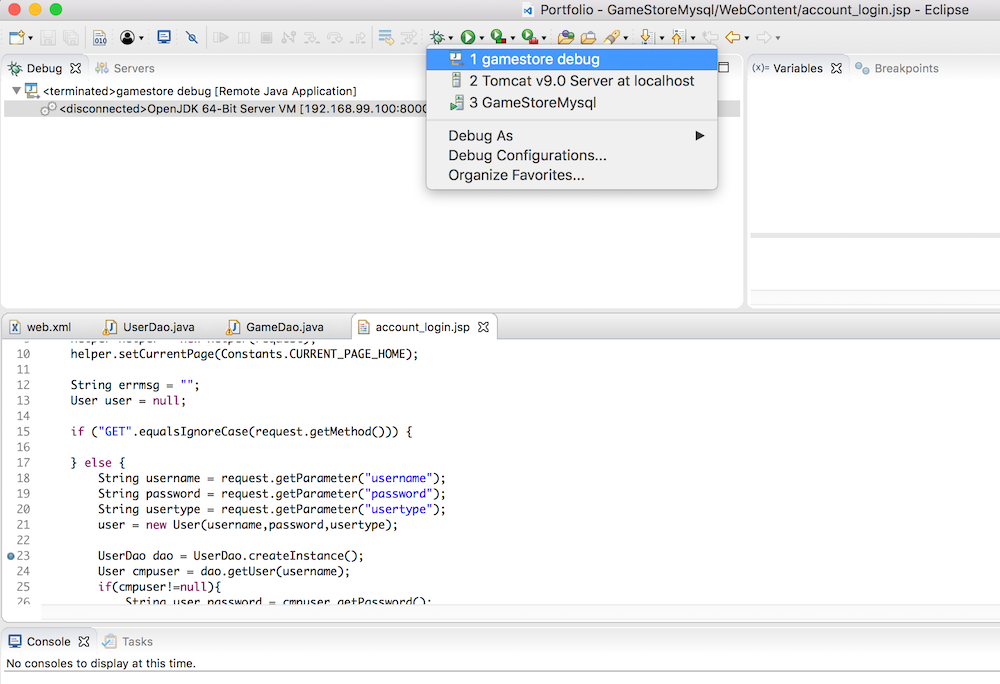 Portfolio - GameStoreMysql/WebContent/account_login.jsp - Eclipse
010
Debug
Servers
1 gamestore debug
2 Tomcat v9.0 Server at localhost
3 GameStoreMysql
Debug As
Debug Configurations...
Organize Favorites...
(x)= Variables
Breakpoints
<terminated>gamestore debug [Remote Java Application]
<disconnected>OpenJDK 64-Bit Server VM [192.168.99.100:8000
web.xml
UserDao.java
GameDao.java
account_login.jsp
10 helper.setCurrentPage(Constants.CURRENT_PAGE_HOME);
11
12 String errmsg = "";
13 User user = null;
14
15 if ("GET".equalsIgnoreCase(request.getMethod())) {
16
17 } else {
18 String username = request.getParameter("username");
19 String password = request.getParameter("password");
20 String usertype = request.getParameter("usertype");
21 user = new User(username,password,usertype);
22
23 UserDao dao = UserDao.createInstance();
24 User cmpuser = dao.getUser(username);
25 if(cmpuser!=null){
26 String user_password = cmpuser.getPassword();
Console
Tasks
No consoles to display at this time.